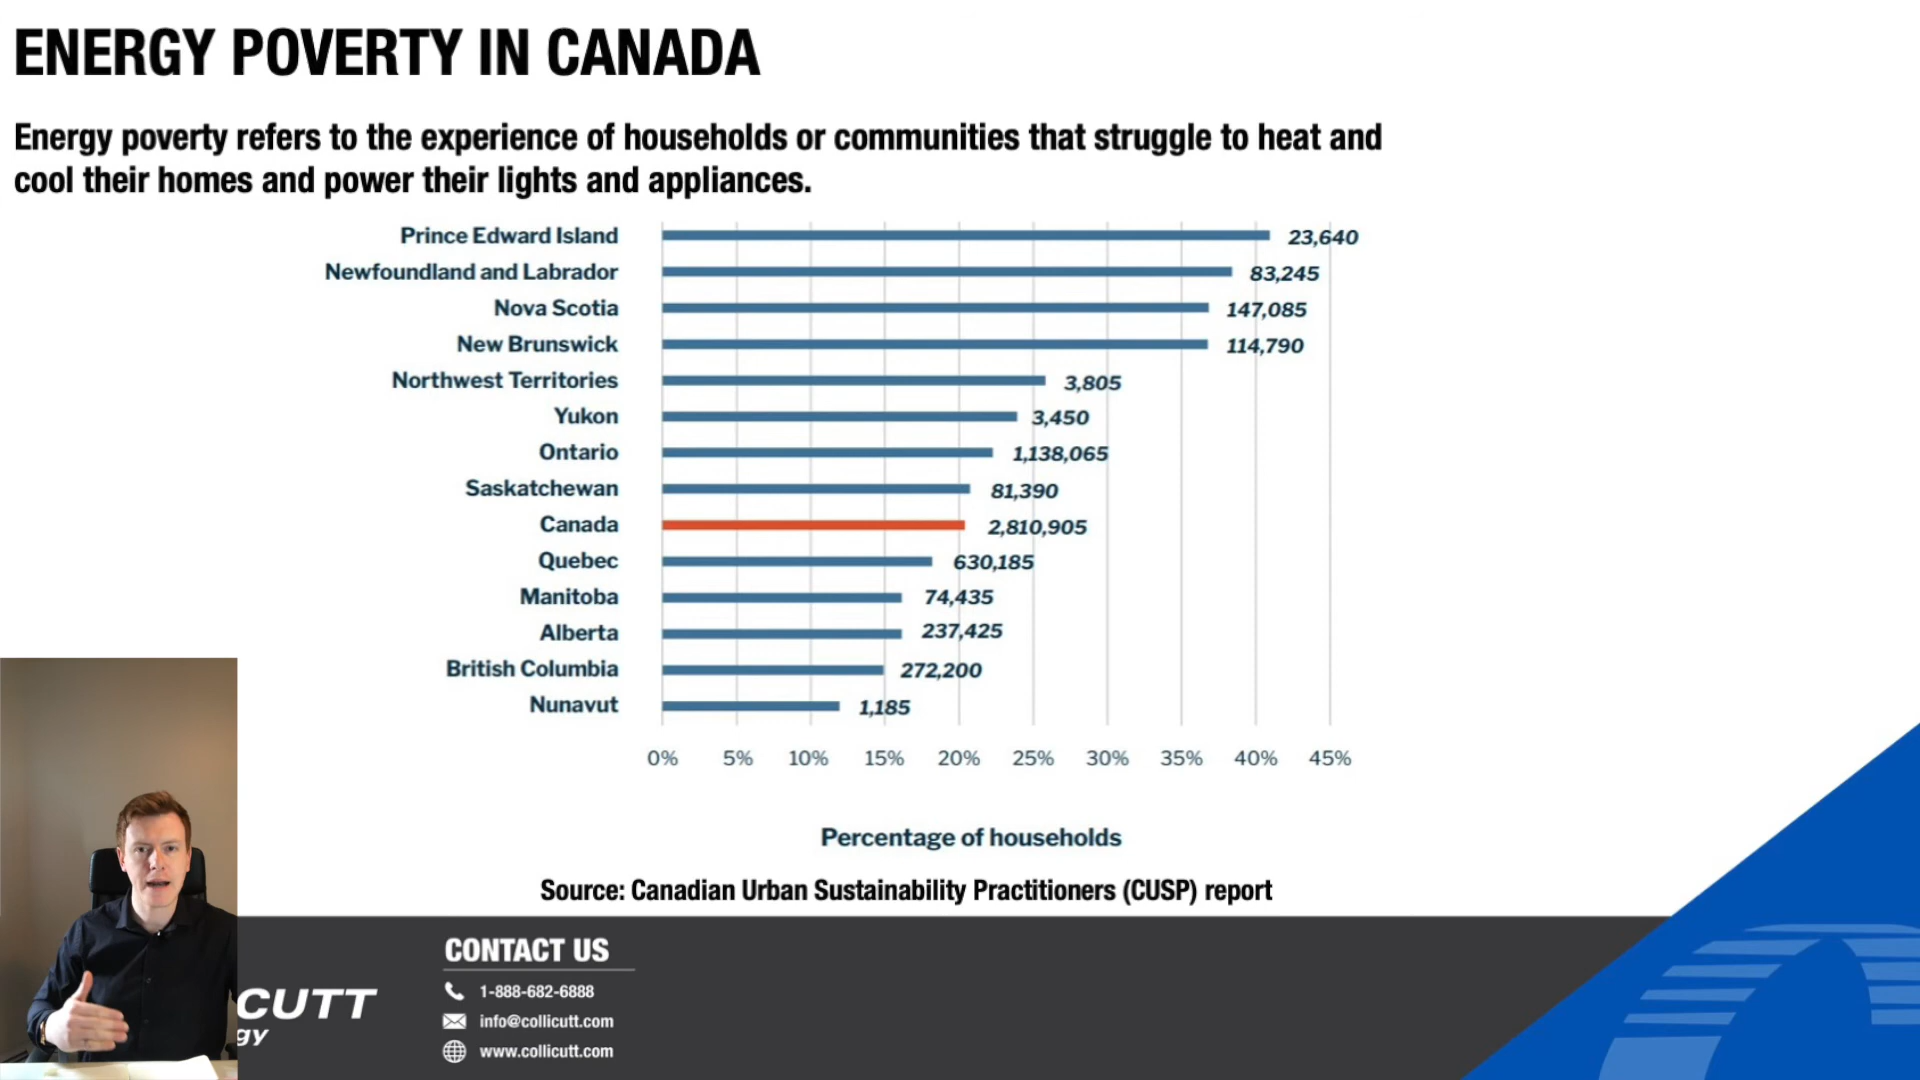 ENERGY POVERTY IN CANADA
Energy poverty refers to the experience of households or communities that struggle to heat and
cool their homes and power their lights and appliances.
Prince Edward Island 23,640
Newfoundland and Labrador 83,245
Nova Scotia 147,085
New Brunswick 114,790
Northwest Territories 3,805
Yukon 3,450
Ontario 1,138,065
Saskatchewan 81,390
Canada 2,810,905
Quebec 630,185
Manitoba 74,435
Alberta 237,425
British Columbia 272,200
Nunavut 1,185
0% 5% 10% 15% 20% 25% 30% 35% 40% 45%
Percentage of households
Source: Canadian Urban Sustainability Practitioners (CUSP) report
CUTT
gy
CONTACT US
1-888-682-6888
info@collicutt.com
www.collicutt.com